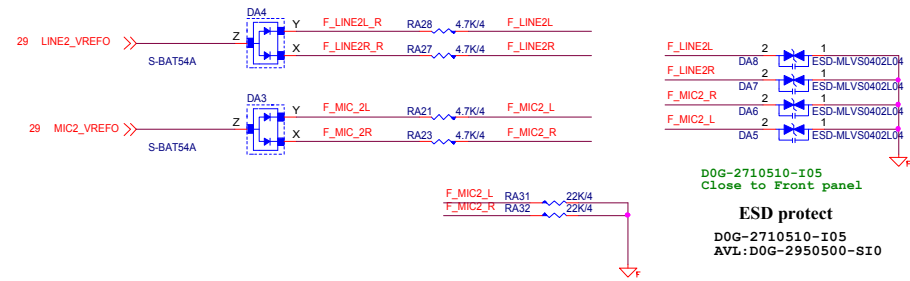 DA4
29 LINE2_VREFO
Z
Y
X
S-BAT54A
F_LINE2L_R
RA28
4.7K/4
F_LINE2L
F_LINE2R_R
RA27
4.7K/4
F_LINE2R
DA3
29 MIC2_VREFO
Z
Y
X
S-BAT54A
F_MIC_2L
RA21
4.7K/4
F_MIC2_L
F_MIC_2R
RA23
4.7K/4
F_MIC2_R
F_MIC2_L
RA31
22K/4
F_MIC2_R
RA32
22K/4
F
F_LINE2L
2
1
DA8
ESD-MLVS0402L04
F_LINE2R
2
1
DA7
ESD-MLVS0402L04
F_MIC2_R
2
1
DA6
ESD-MLVS0402L04
F_MIC2_L
2
1
DA5
ESD-MLVS0402L04
F
D0G-2710510-I05
Close to Front panel
ESD protect
D0G-2710510-I05
AVL:D0G-2950500-SI0